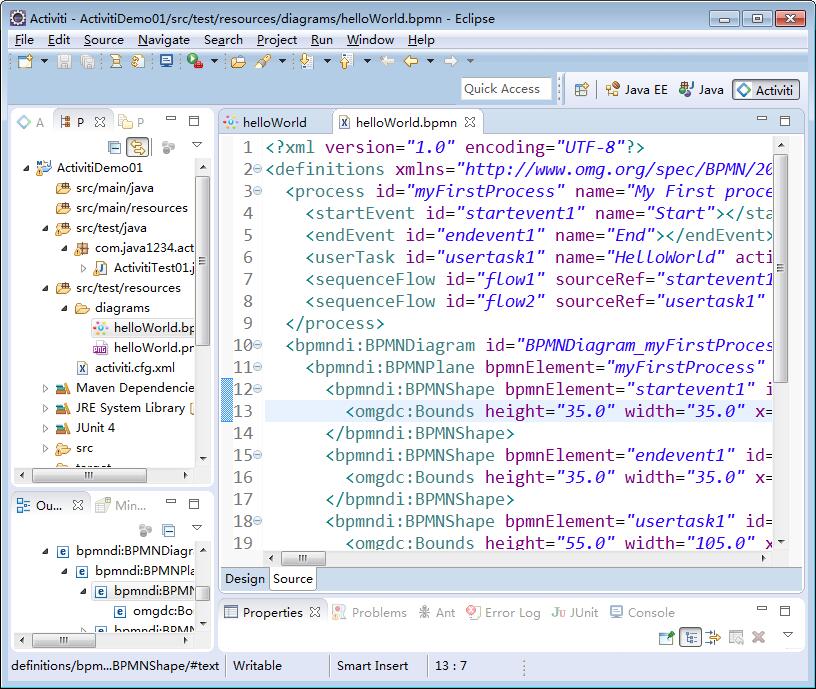 Activiti - ActivitiDemo01/src/test/resources/diagrams/helloWorld.bpmn - Eclipse
File Edit Source Navigate Search Project Run Window Help
Quick Access
Java EE Java Activiti
A P P
ActivitiDemo01
src/main/java
src/main/resources
src/test/java
com.java1234.act
ActivitiTest01.j
src/test/resources
diagrams
helloWorld.bp
helloWorld.pr
activiti.cfg.xml
Maven Dependencie
JRE System Library [
JUnit 4
src
target
helloWorld helloWorld.bpmn
1 <?xml version="1.0" encoding="UTF-8"?>
2 <definitions xmlns="http://www.omg.org/spec/BPMN/20
3 <process id="myFirstProcess" name="My First proce
4 <startEvent id="startevent1" name="Start"></sta
5 <endEvent id="endevent1" name="End"></endEvent>
6 <userTask id="usertask1" name="HelloWorld" acti
7 <sequenceFlow id="flow1" sourceRef="startevent1
8 <sequenceFlow id="flow2" sourceRef="usertask1"
9 </process>
10 <bpmndi:BPMNDiagram id="BPMNDiagram_myFirstProces
11 <bpmndi:BPMNPlane bpmnElement="myFirstProcess"
12 <bpmndi:BPMNShape bpmnElement="startevent1" i
13 <omgdc:Bounds height="35.0" width="35.0" x=
14 </bpmndi:BPMNShape>
15 <bpmndi:BPMNShape bpmnElement="endevent1" id=
16 <omgdc:Bounds height="35.0" width="35.0" x=
17 </bpmndi:BPMNShape>
18 <bpmndi:BPMNShape bpmnElement="usertask1" id=
19 <omgdc:Bounds height="55.0" width="105.0" x
Design Source
Ou... Min...
bpmndi:BPMNDiagr
bpmndi:BPMNPla
bpmndi:BPMN
omgdc:Bo
bpmndi:BPMN
Properties Problems Ant Error Log JUnit Console
definitions/bpm...BPMNShape/#text Writable Smart Insert 13 : 7